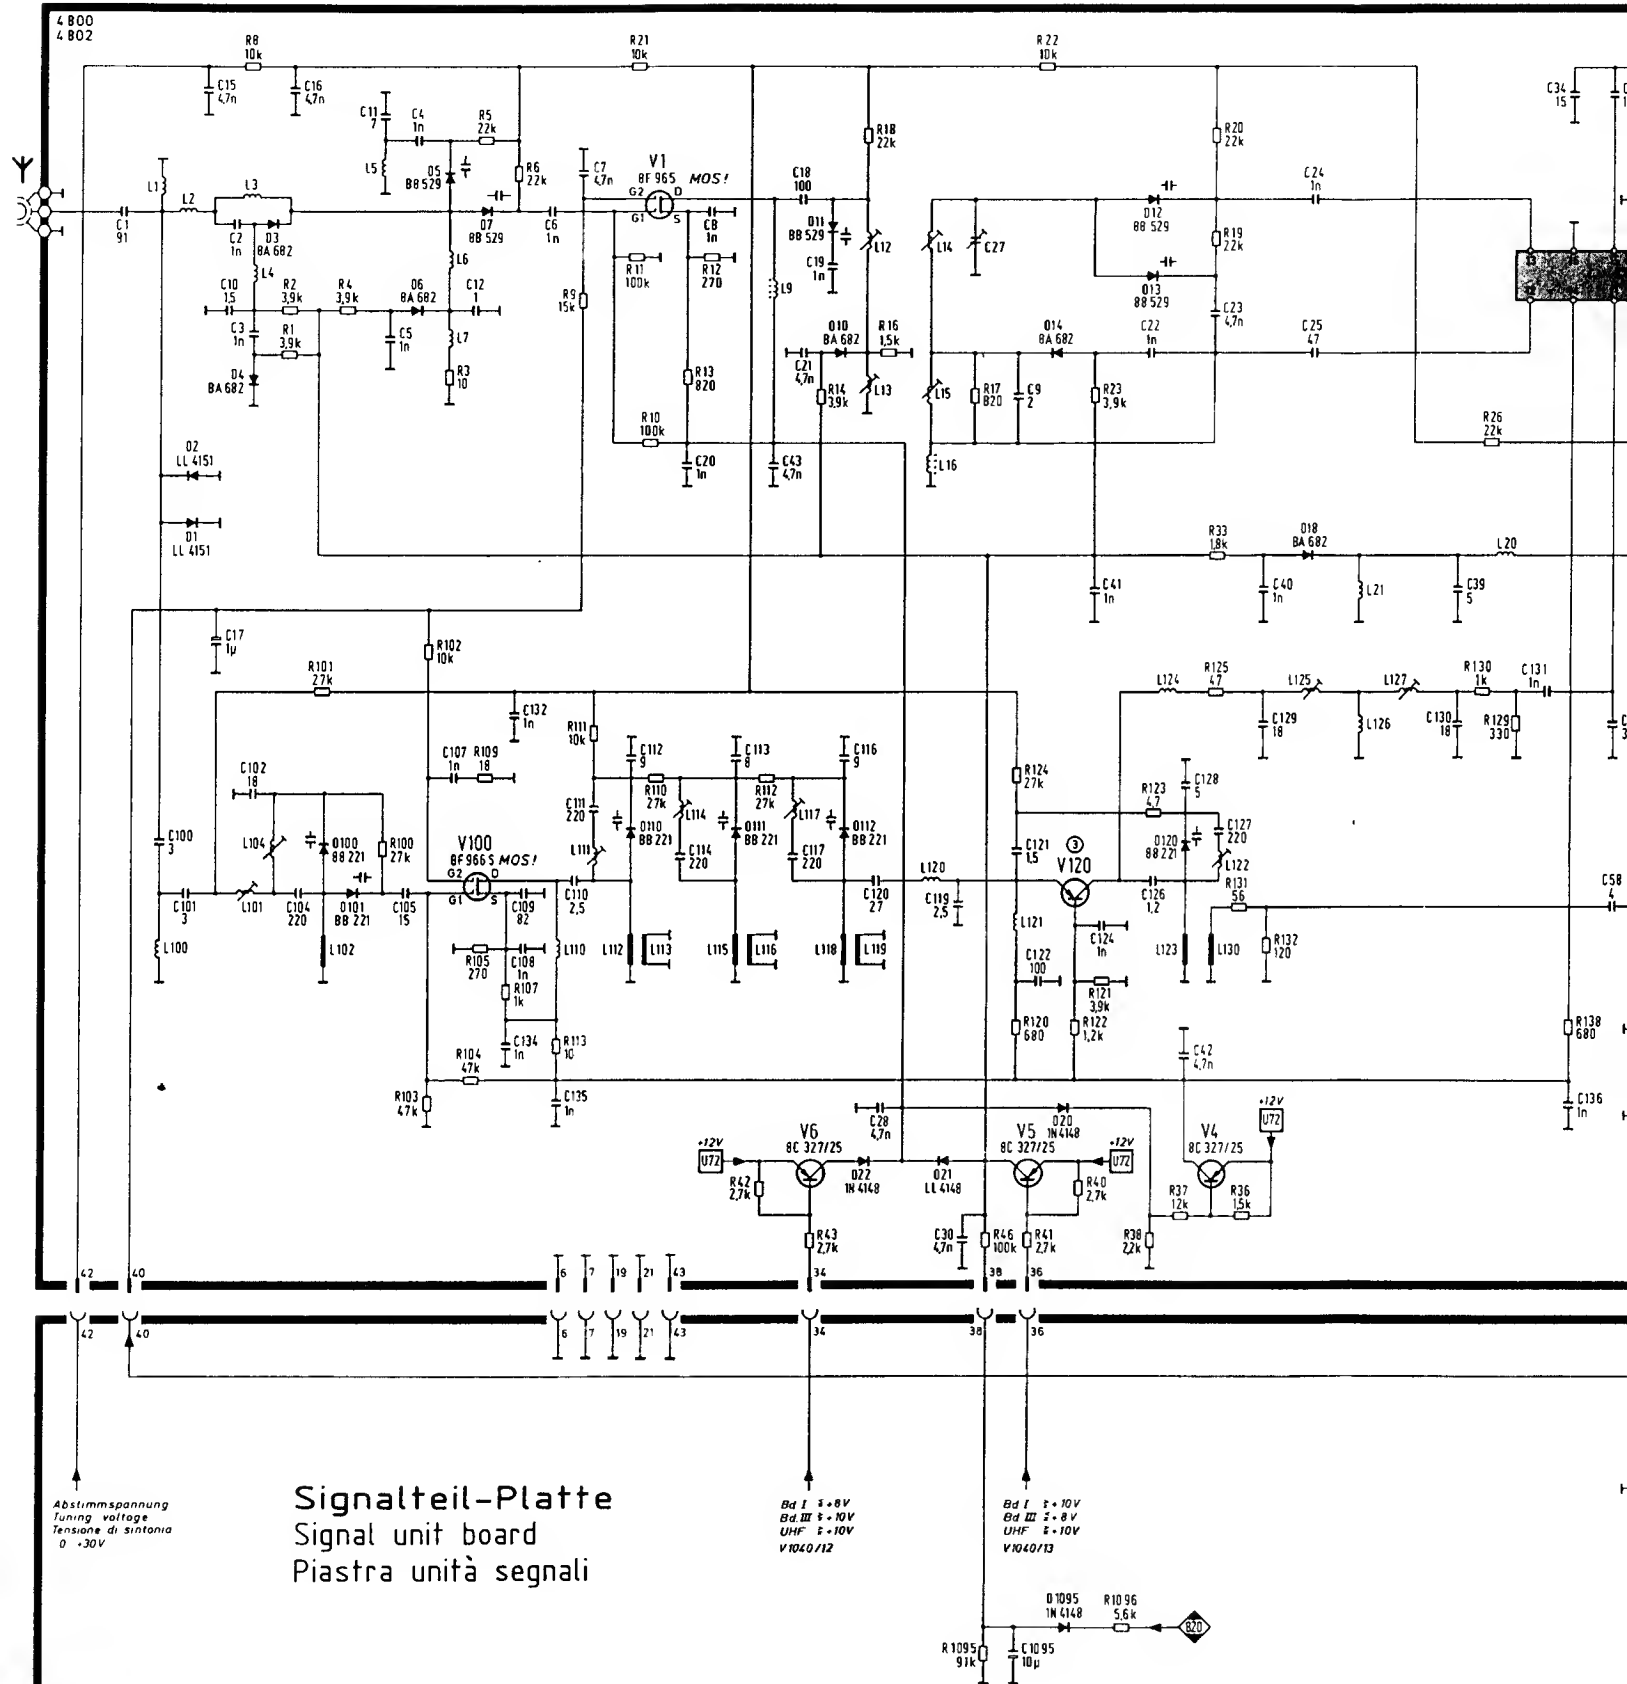 4 B00
4 B02
R8
10k
R21
10k
R22
10k
C15
4,7n
C16
4,7n
C11
7
C4
1n
R5
22k
C34
15
L1
L2
L3
L5
D5
BB 529
R6
22k
C7
4,7n
V1
BF 965 MOS!
G2 D
G1 S
C18
100
R18
22k
R20
22k
C24
1n
C1
91
C2
1n
D3
BA 682
D7
BB 529
C6
1n
C8
1n
D11
BB 529
L12
L14
C27
D12
BB 529
R19
22k
L4
L6
R11
100k
R12
270
C19
1n
D13
BB 529
C10
1,5
R2
3,9k
R4
3,9k
D6
BA 682
C12
1
R9
15k
L9
C23
4,7n
C3
1n
R1
3,9k
C5
1n
L7
D10
BA 682
R16
1,5k
D14
BA 682
C22
1n
C25
47
D4
BA 682
R3
10
R13
820
C21
4,7n
R14
3,9k
L13
L15
R17
820
C9
2
R23
3,9k
R10
100k
R26
22k
D2
LL 4151
C20
1n
C43
4,7n
L16
D1
LL 4151
R33
1,8k
D18
BA 682
L20
C41
1n
C40
1n
L21
C39
5
C17
1µ
R102
10k
R101
27k
L124
R125
47
L125
L127
R130
1k
C131
1n
C132
1n
R111
10k
C129
18
L126
C130
18
R129
330
C107
1n
R109
18
C112
9
C113
8
C116
9
C102
18
R110
27k
R112
27k
R124
27k
R123
4,7
C128
5
C100
3
L104
D100
BB 221
R100
27k
V100
BF 966 S MOS!
C111
220
D110
BB 221
L114
D111
BB 221
L117
D112
BB 221
C121
1,5
3
V120
D120
BB 221
C127
220
L111
C114
220
C117
220
L120
L122
G2 D
G1 S
C101
3
L101
C104
220
D101
BB 221
C105
15
C109
82
C110
2,5
C120
27
C119
2,5
C126
1,2
R131
56
C58
4
L100
L102
R105
270
C108
1n
L110
L112
L113
L115
L116
L118
L119
L121
C124
1n
C122
100
L123
L130
R132
120
R107
1k
R121
3,9k
C134
1n
R113
10
R120
680
R122
1,2k
R138
680
R104
47k
C42
4,7n
R103
47k
C135
1n
C136
1n
C28
4,7n
D20
1N 4148
+12V
U72
V6
BC 327/25
V5
BC 327/25
V4
BC 327/25
+12V
U72
+12V
U72
R42
2,7k
D22
1N 4148
D21
LL 4148
R40
2,7k
R37
12k
R36
1,5k
R43
2,7k
C30
4,7n
R46
100k
R41
2,7k
R38
2,2k
42 40 6 7 19 21 43 34 38 36
42 40 6 7 19 21 43 34 38 36
Abstimmspannung
Tuning voltage
Tensione di sintonia
0 +30V
Signalteil-Platte
Signal unit board
Piastra unità segnali
Bd I ≦ +8V
Bd III ≦ +10V
UHF ≦ +10V
V1040/12
Bd I ≦ +10V
Bd III ≦ +8V
UHF ≦ +10V
V1040/13
D1095
1N 4148
R1096
5,6k
B20
R1095
91k
C1095
10µ